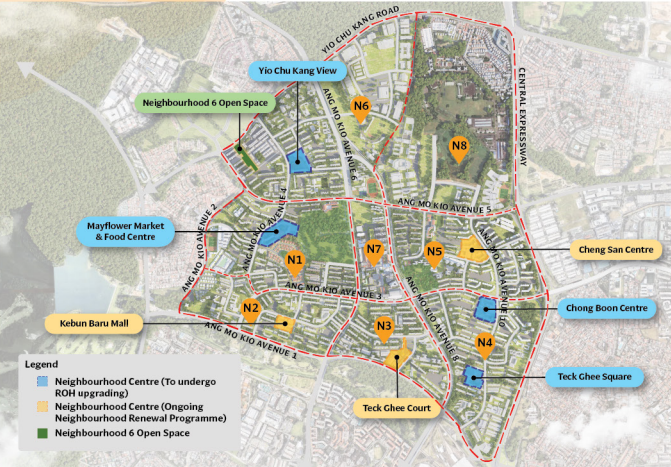 YIO CHU KANG ROAD
Yio Chu Kang View
CENTRAL EXPRESSWAY
Neighbourhood 6 Open Space
ANG MO KIO AVENUE 6
N6
N8
ANG MO KIO AVENUE 4
ANG MO KIO AVENUE 5
ANG MO KIO AVENUE 2
Mayflower Market
& Food Centre
ANG MO KIO AVENUE 4
N1
N7
N5
ANG MO KIO AVENUE 10
Cheng San Centre
ANG MO KIO AVENUE 3
N2
Chong Boon Centre
Kebun Baru Mall
N3
ANG MO KIO AVENUE 8
N4
ANG MO KIO AVENUE 1
Teck Ghee Square
Teck Ghee Court
Legend
Neighbourhood Centre (To undergo
ROH upgrading)
Neighbourhood Centre (Ongoing
Neighbourhood Renewal Programme)
Neighbourhood 6 Open Space